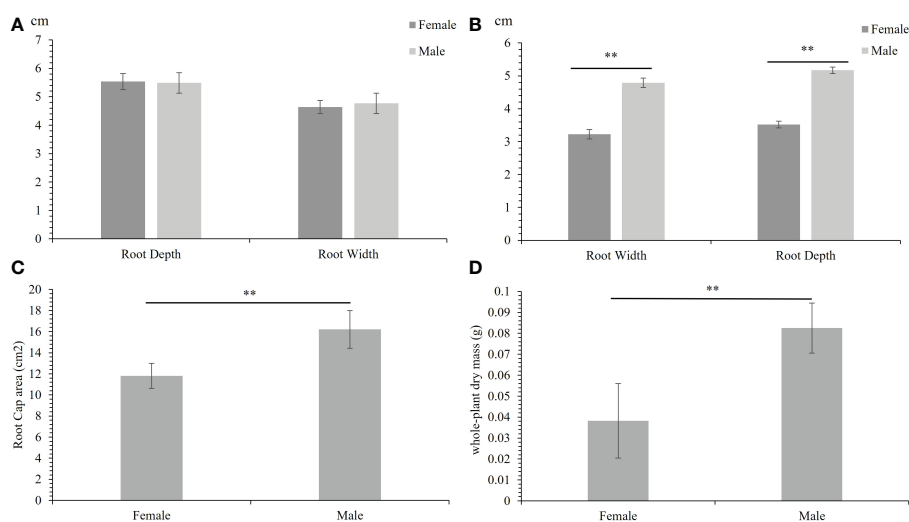 A cm
Female
Male
7
6
5
4
3
2
1
0
Root Depth Root Width
B cm
Female
Male
** **
6
5
4
3
2
1
0
Root Width Root Depth
C
Root Cap area (cm2)
**
20
18
16
14
12
10
8
6
4
2
0
Female Male
D
whole-plant dry mass (g)
**
0.1
0.09
0.08
0.07
0.06
0.05
0.04
0.03
0.02
0.01
0
Female Male